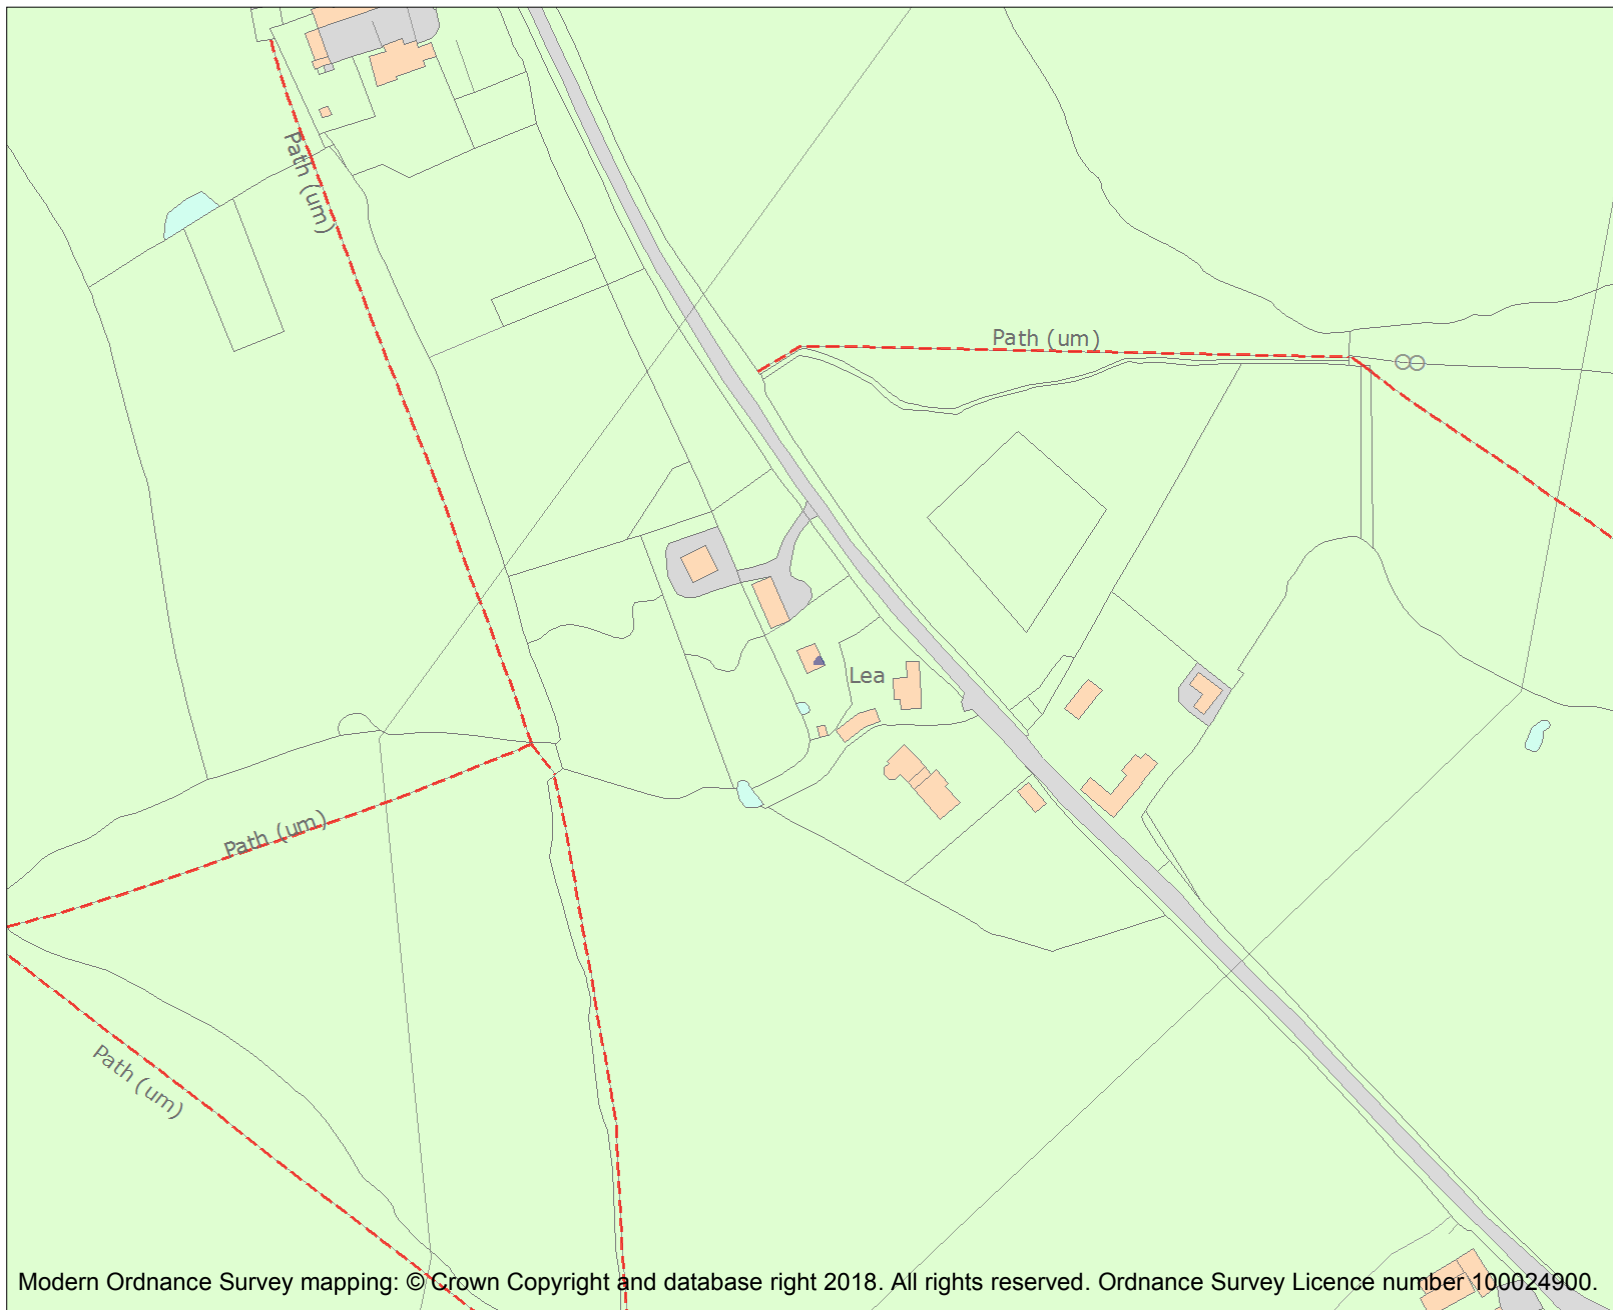 Path (um)
Path (um)
Lea
Path (um)
Path (um)
Modern Ordnance Survey mapping: © Crown Copyright and database right 2018. All rights reserved. Ordnance Survey Licence number 100024900.